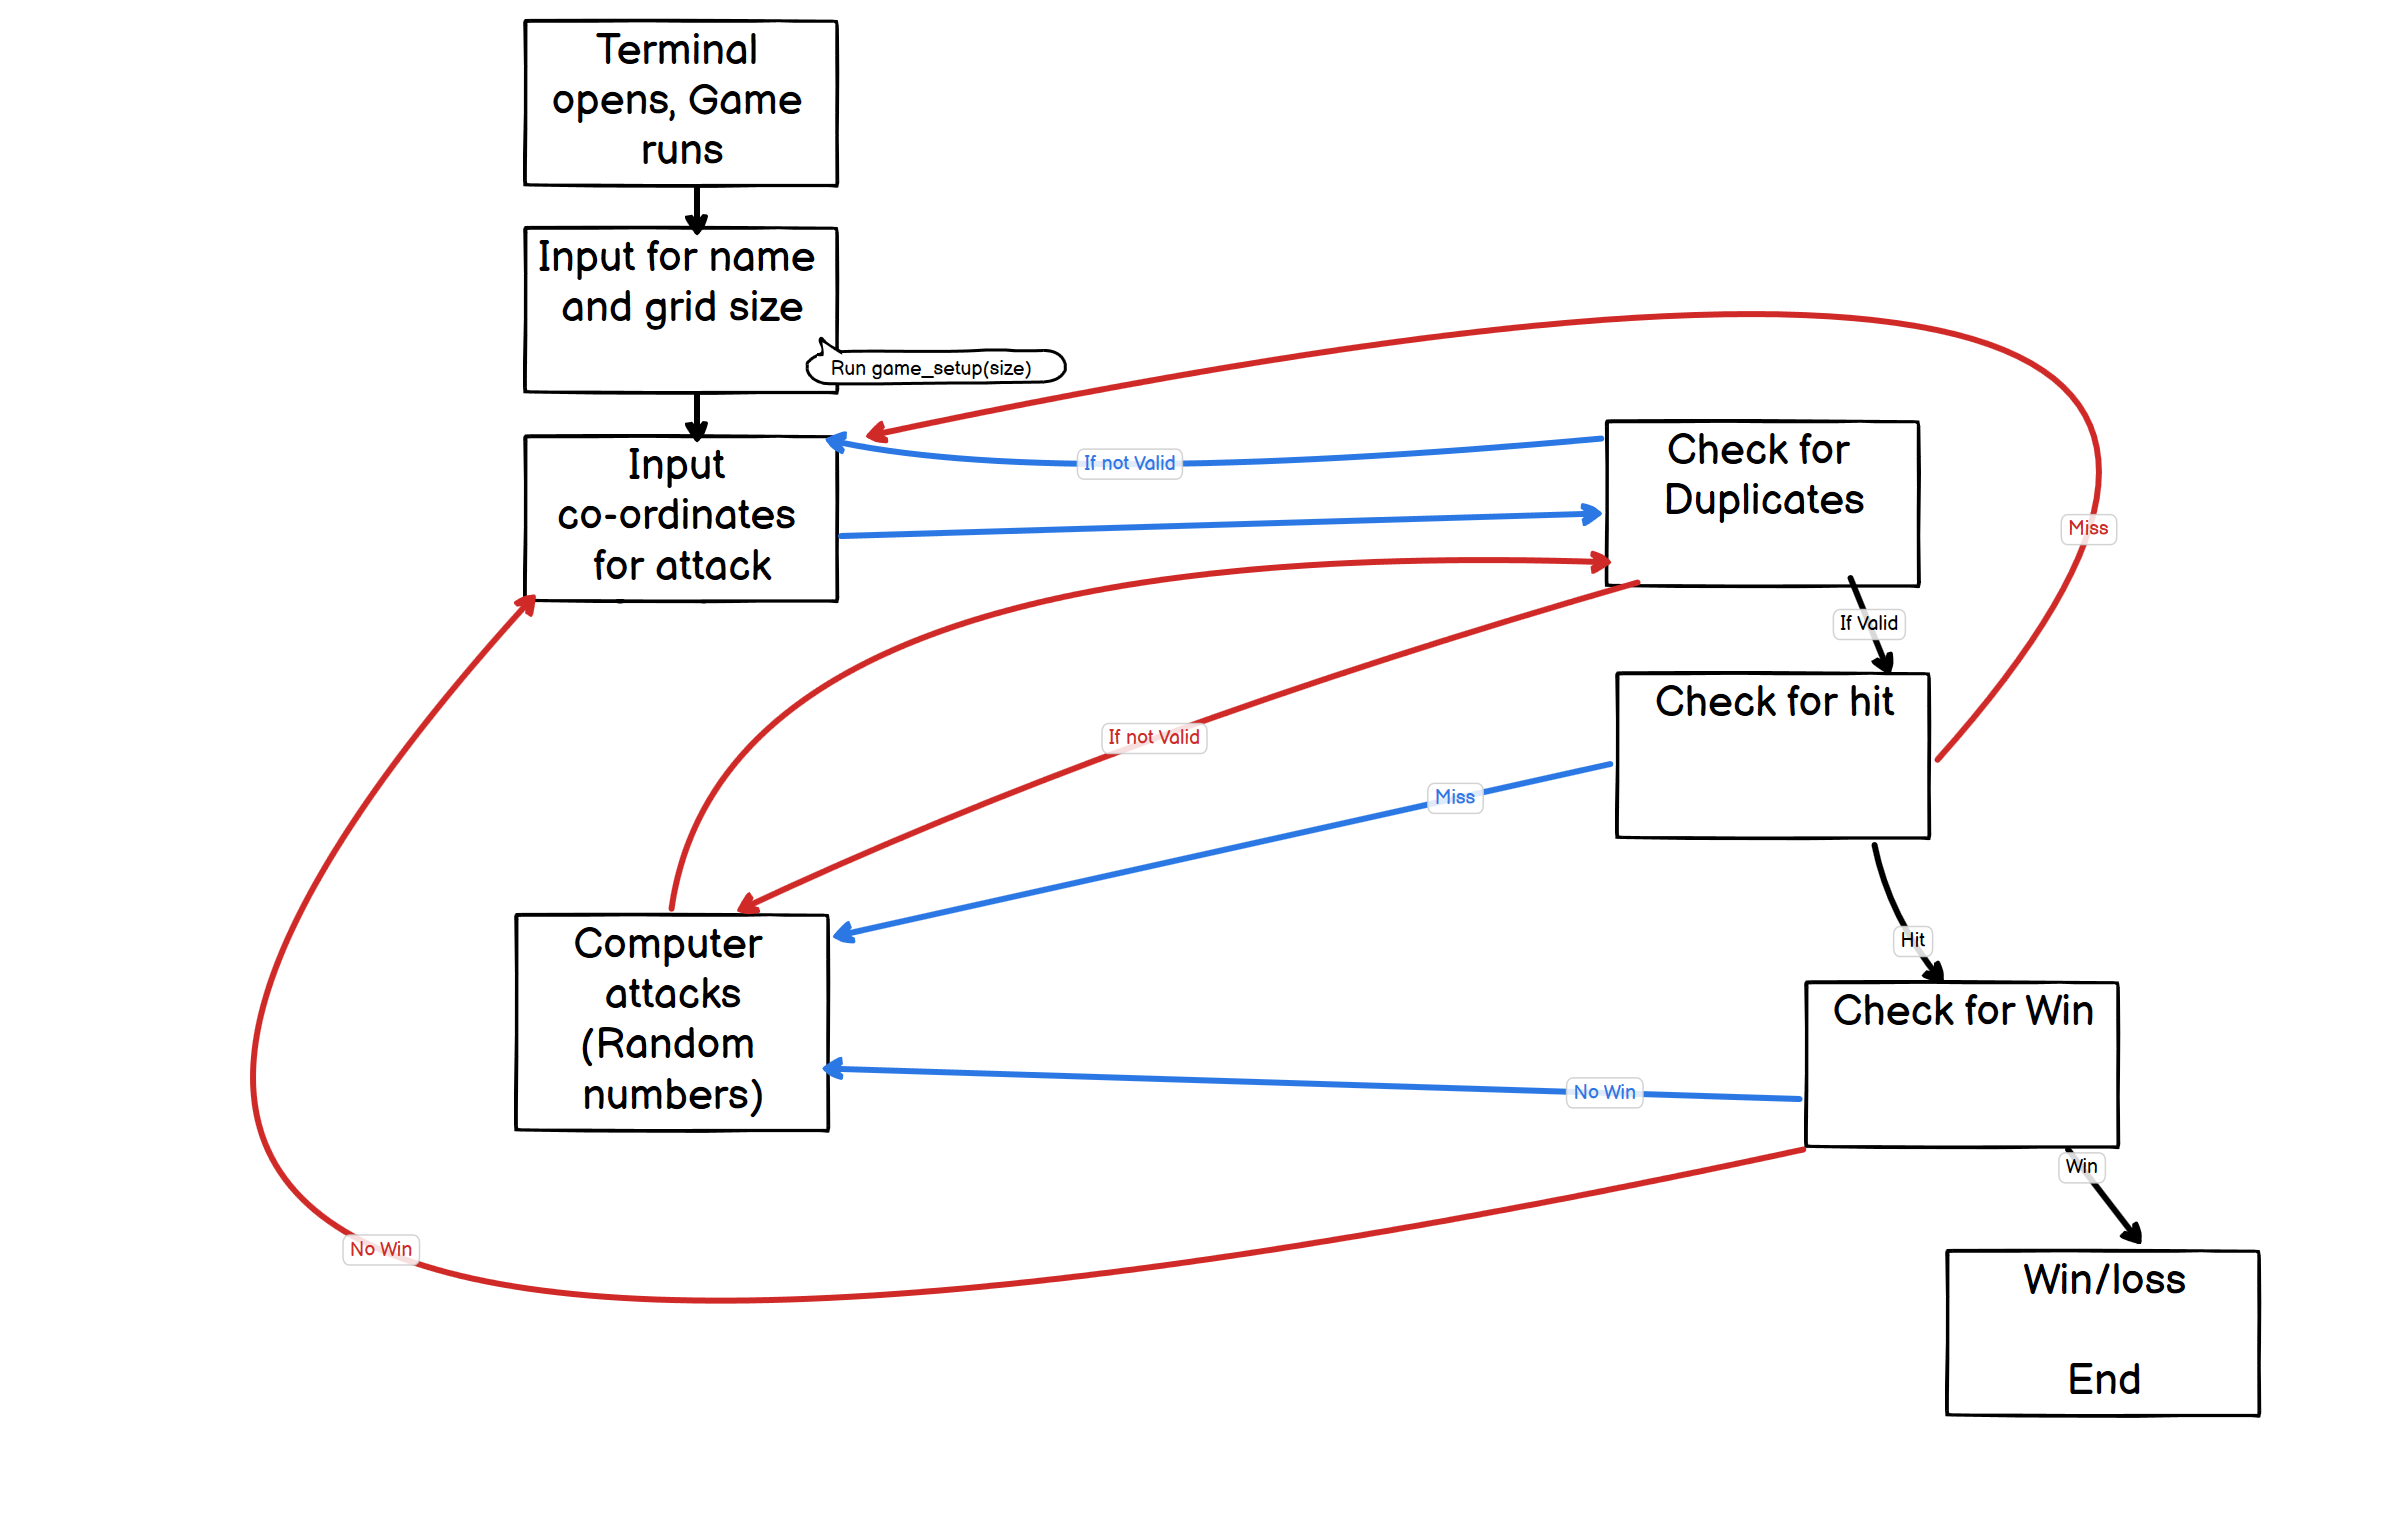 Terminal
opens, Game
runs
Input for name
and grid size
Run game_setup(size)
Input
co-ordinates
for attack
If not Valid
Check for
Duplicates
Miss
If Valid
Check for hit
If not Valid
Miss
Hit
Computer
attacks
(Random
numbers)
Check for Win
No Win
Win
No Win
Win/loss
End